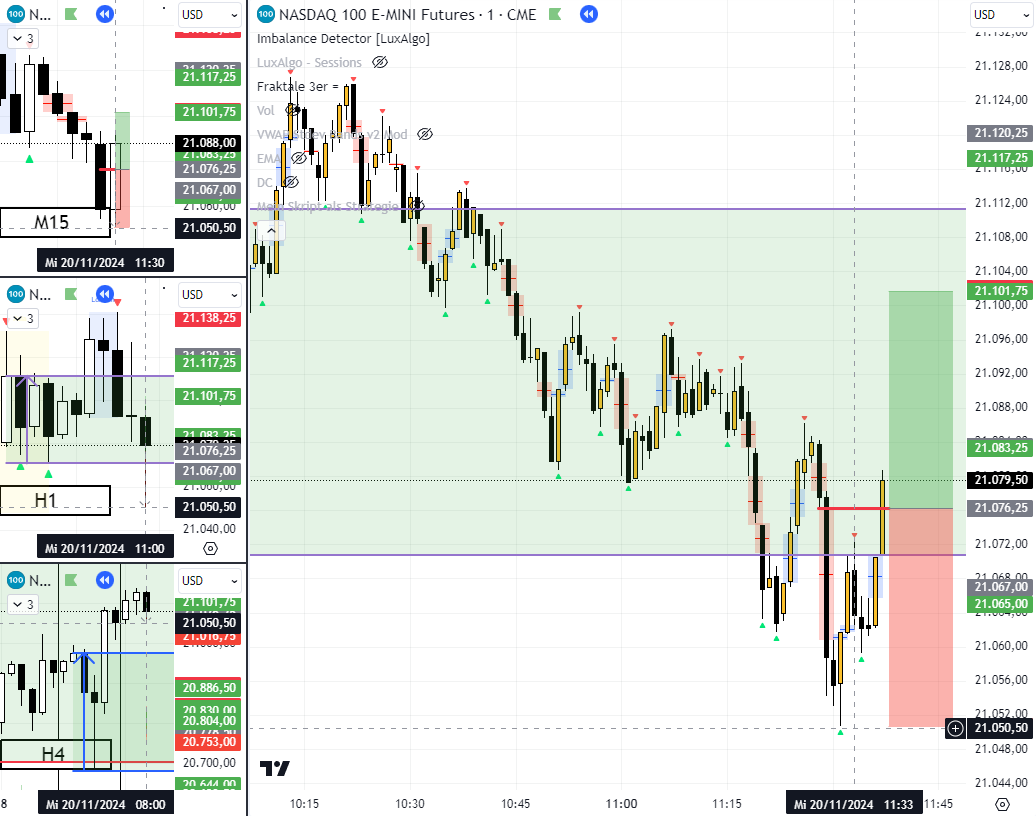 100 N...
USD
3
21.129,25
21.117,25
21.101,75
21.088,00
21.083,25
21.076,25
21.067,00
21.060,00
21.050,50
M15
Mi 20/11/2024 11:30
100 N...
USD
3
21.138,25
21.117,25
21.101,75
21.083,25
21.076,25
21.067,00
21.060,00
21.050,50
21.040,00
H1
Mi 20/11/2024 11:00
100 N...
USD
3
21.101,75
21.050,50
21.016,75
20.886,50
20.830,00
20.804,00
20.753,00
20.700,00
20.644,00
H4
8
Mi 20/11/2024 08:00
100 NASDAQ 100 E-MINI Futures · 1 · CME
USD
Imbalance Detector [LuxAlgo]
LuxAlgo - Sessions
Fraktale 3er =
Vol
VWAP Stdev Bands v2 Mod
EMA
DC
Mein Skript als Strategie
21.132,00
21.128,00
21.124,00
21.120,25
21.117,25
21.116,00
21.112,00
21.108,00
21.104,00
21.101,75
21.100,00
21.096,00
21.092,00
21.088,00
21.083,25
21.079,50
21.076,25
21.072,00
21.068,00
21.067,00
21.065,00
21.060,00
21.056,00
21.052,00
21.050,50
21.048,00
21.044,00
10:15
10:30
10:45
11:00
11:15
Mi 20/11/2024 11:33
11:45